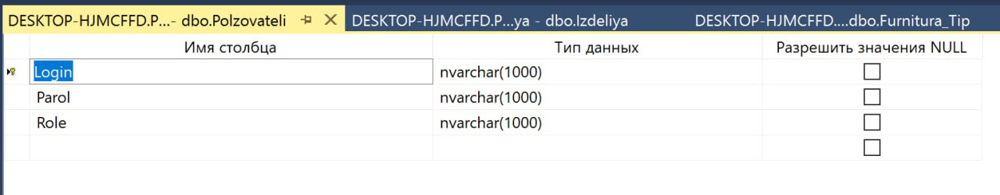 DESKTOP-HJMCFFD.P...- dbo.Polzovateli DESKTOP-HJMCFFD.P...ya - dbo.Izdeliya DESKTOP-HJMCFFD....dbo.Furnitura_Tip
Имя столбца Тип данных Разрешить значения NULL
Login nvarchar(1000)
Parol nvarchar(1000)
Role nvarchar(1000)